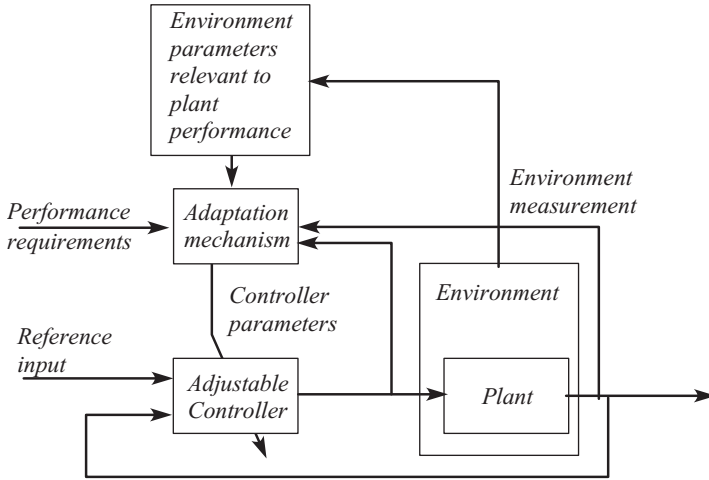 Environment
parameters
relevant to
plant
performance
Environment
measurement
Performance
requirements
Adaptation
mechanism
Controller
parameters
Environment
Reference
input
Adjustable
Controller
Plant